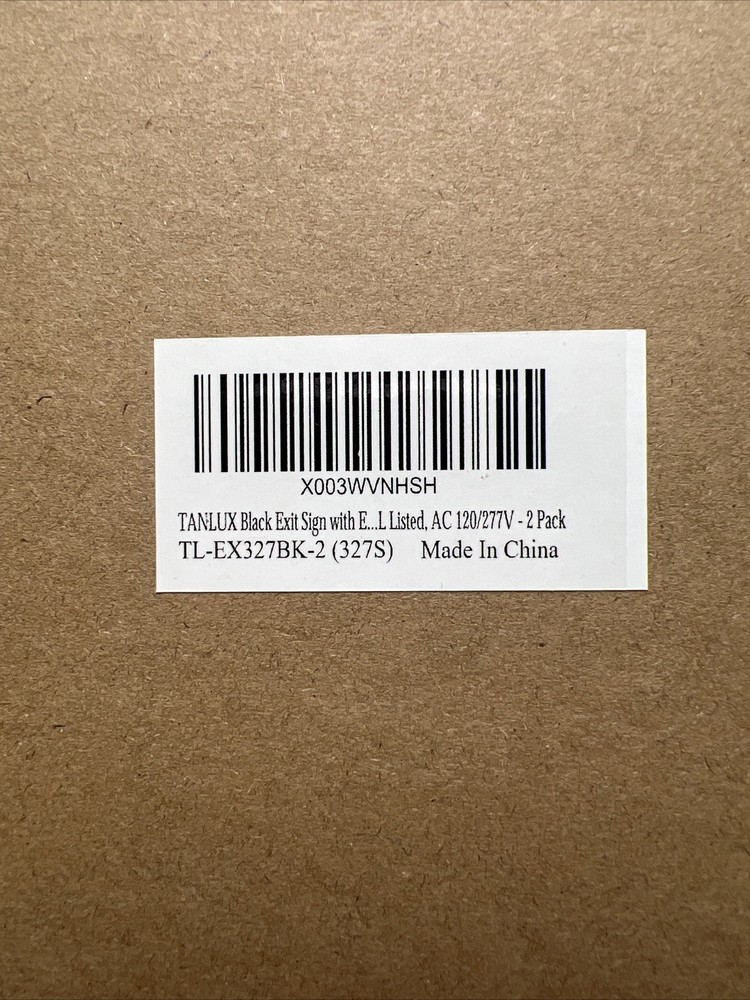 X003WVNHSH
TANLUX Black Exit Sign with E...L Listed, AC 120/277V - 2 Pack
TL-EX327BK-2 (327S) Made In China